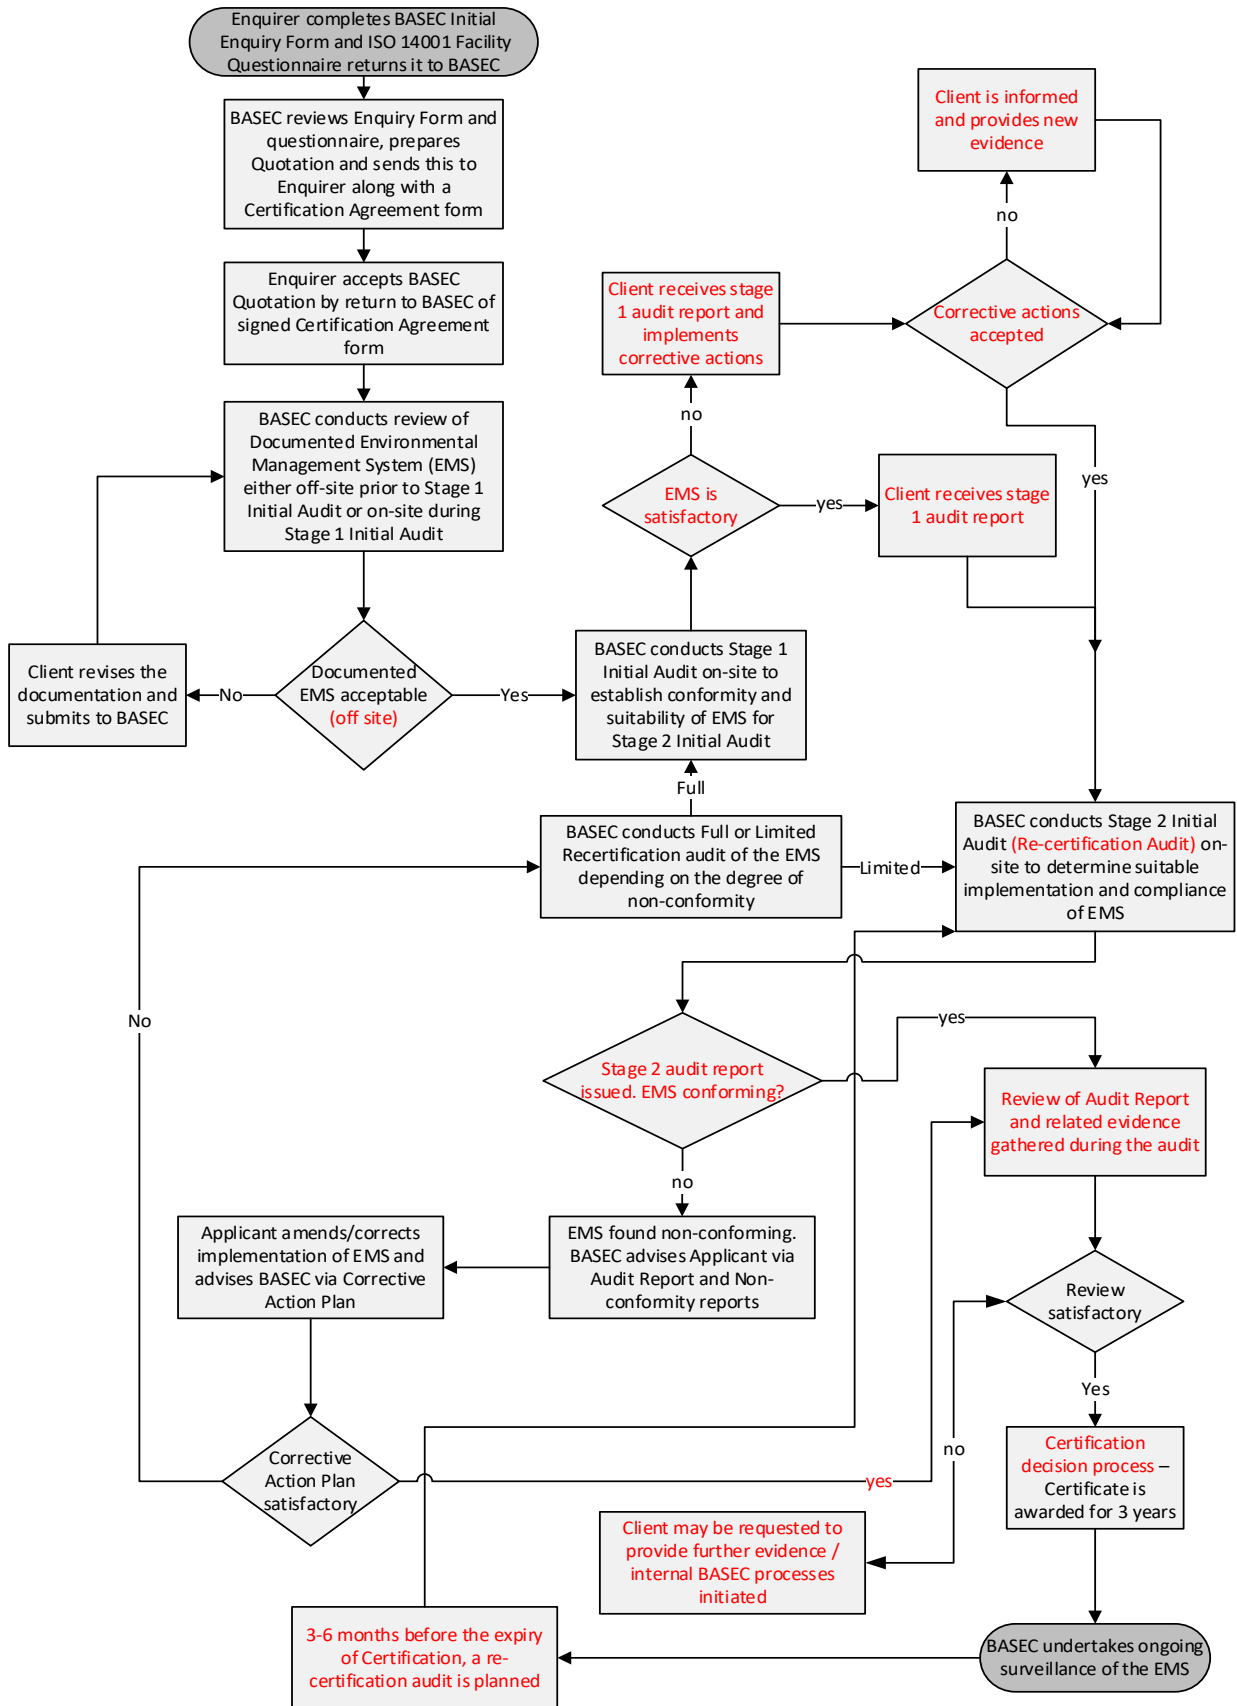 Enquirer completes BASEC Initial
Enquiry Form and ISO 14001 Facility
Questionnaire returns it to BASEC
BASEC reviews Enquiry Form and
questionnaire, prepares
Quotation and sends this to
Enquirer along with a
Certification Agreement form
Enquirer accepts BASEC
Quotation by return to BASEC of
signed Certification Agreement
form
BASEC conducts review of
Documented Environmental
Management System (EMS)
either off-site prior to Stage 1
Initial Audit or on-site during
Stage 1 Initial Audit
Documented
EMS acceptable
(off site)
No
Client revises the
documentation and
submits to BASEC
Yes
BASEC conducts Stage 1
Initial Audit on-site to
establish conformity and
suitability of EMS for
Stage 2 Initial Audit
EMS is
satisfactory
no
Client receives stage
1 audit report and
implements
corrective actions
yes
Client receives stage
1 audit report
Corrective actions
accepted
no
Client is informed
and provides new
evidence
yes
Full
BASEC conducts Full or Limited
Recertification audit of the EMS
depending on the degree of
non-conformity
Limited
BASEC conducts Stage 2 Initial
Audit (Re-certification Audit) on-
site to determine suitable
implementation and compliance
of EMS
Stage 2 audit report
issued. EMS conforming?
yes
Review of Audit Report
and related evidence
gathered during the audit
no
EMS found non-conforming.
BASEC advises Applicant via
Audit Report and Non-
conformity reports
Applicant amends/corrects
implementation of EMS and
advises BASEC via Corrective
Action Plan
Corrective
Action Plan
satisfactory
No
yes
Review
satisfactory
no
Client may be requested to
provide further evidence /
internal BASEC processes
initiated
Yes
Certification
decision process –
Certificate is
awarded for 3 years
BASEC undertakes ongoing
surveillance of the EMS
3-6 months before the expiry
of Certification, a re-
certification audit is planned